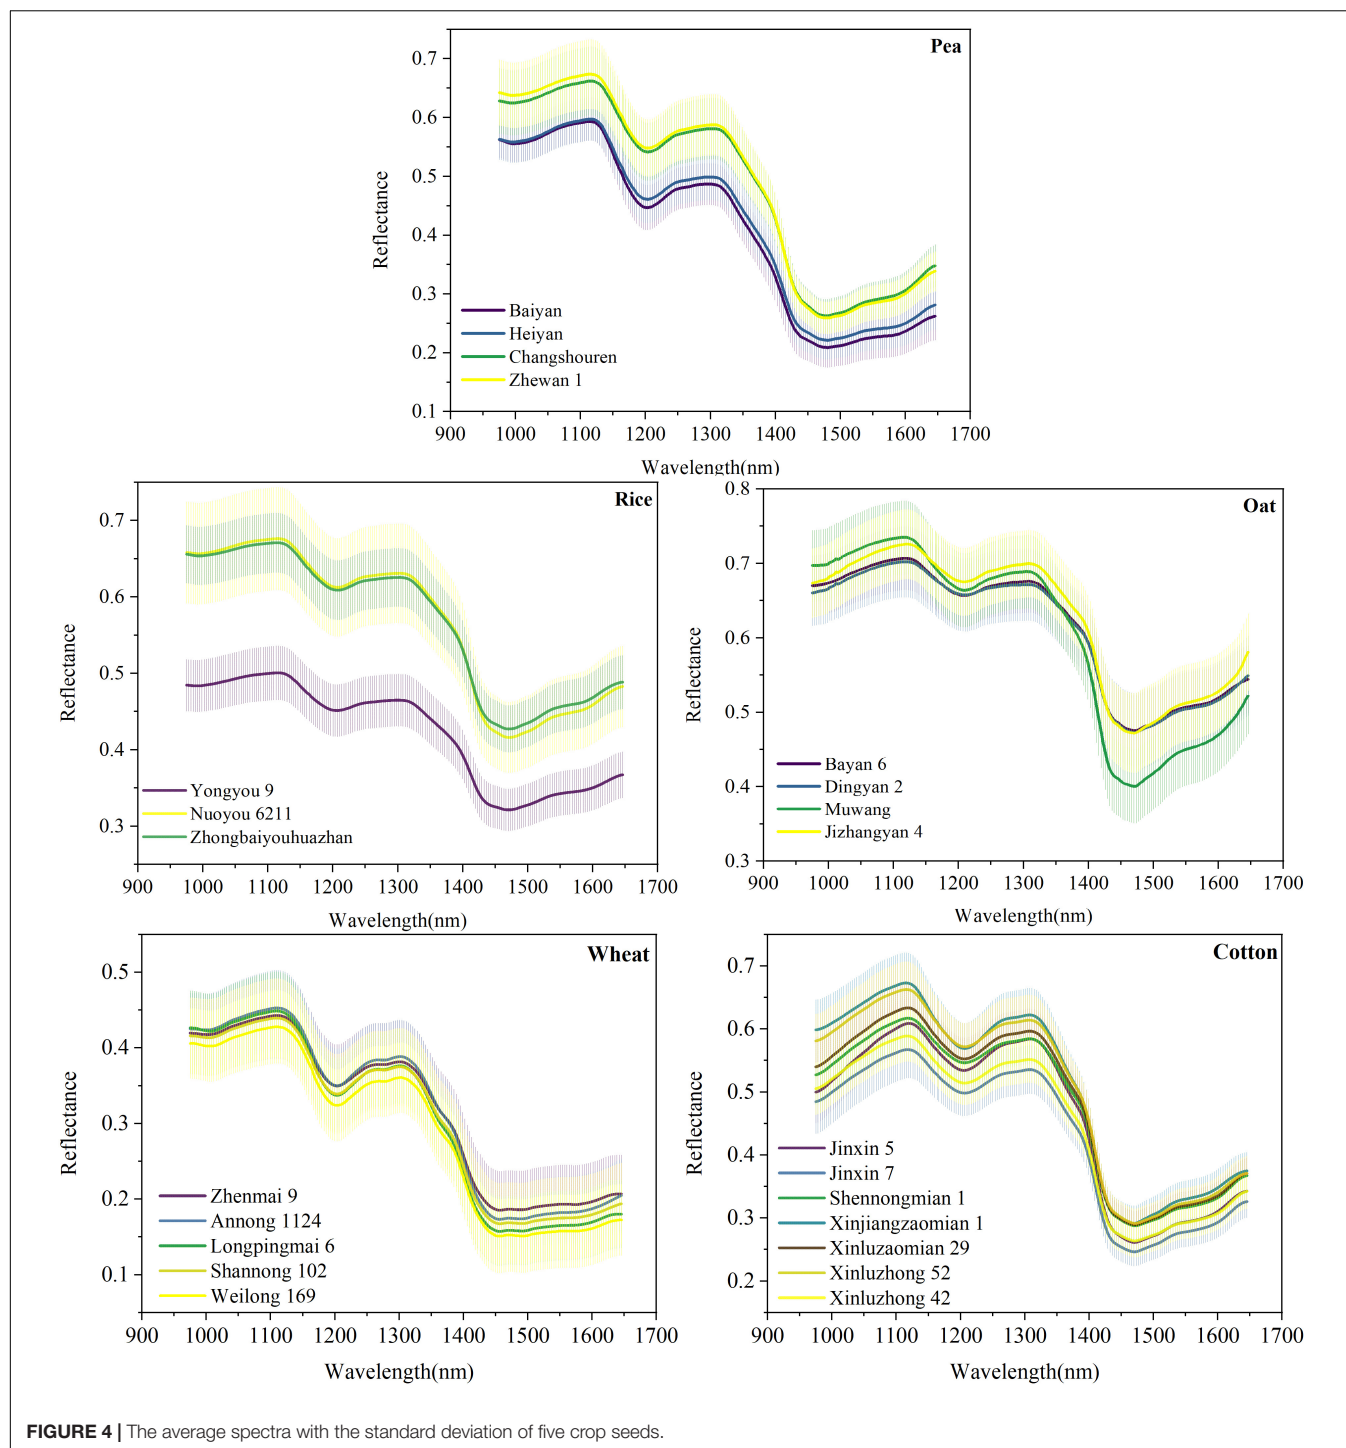 Pea
0.7
0.6
0.5
0.4
0.3
0.2
0.1
Reflectance
Baiyan
Heiyan
Changshouren
Zhewan 1
900 1000 1100 1200 1300 1400 1500 1600 1700
Wavelength(nm)
Rice
0.7
0.6
0.5
0.4
0.3
Reflectance
Yongyou 9
Nuoyou 6211
Zhongbaiyouhuazhan
900 1000 1100 1200 1300 1400 1500 1600 1700
Wavelength(nm)
Oat
0.8
0.7
0.6
0.5
0.4
0.3
Reflectance
Bayan 6
Dingyan 2
Muwang
Jizhangyan 4
900 1000 1100 1200 1300 1400 1500 1600 1700
Wavelength(nm)
Wheat
0.5
0.4
0.3
0.2
0.1
Reflectance
Zhenmai 9
Annong 1124
Longpingmai 6
Shannong 102
Weilong 169
900 1000 1100 1200 1300 1400 1500 1600 1700
Wavelength(nm)
Cotton
0.7
0.6
0.5
0.4
0.3
0.2
Reflectance
Jinxin 5
Jinxin 7
Shennongmian 1
Xinjiangzaomian 1
Xinluzaomian 29
Xinluzhong 52
Xinluzhong 42
900 1000 1100 1200 1300 1400 1500 1600 1700
Wavelength(nm)
FIGURE 4 | The average spectra with the standard deviation of five crop seeds.